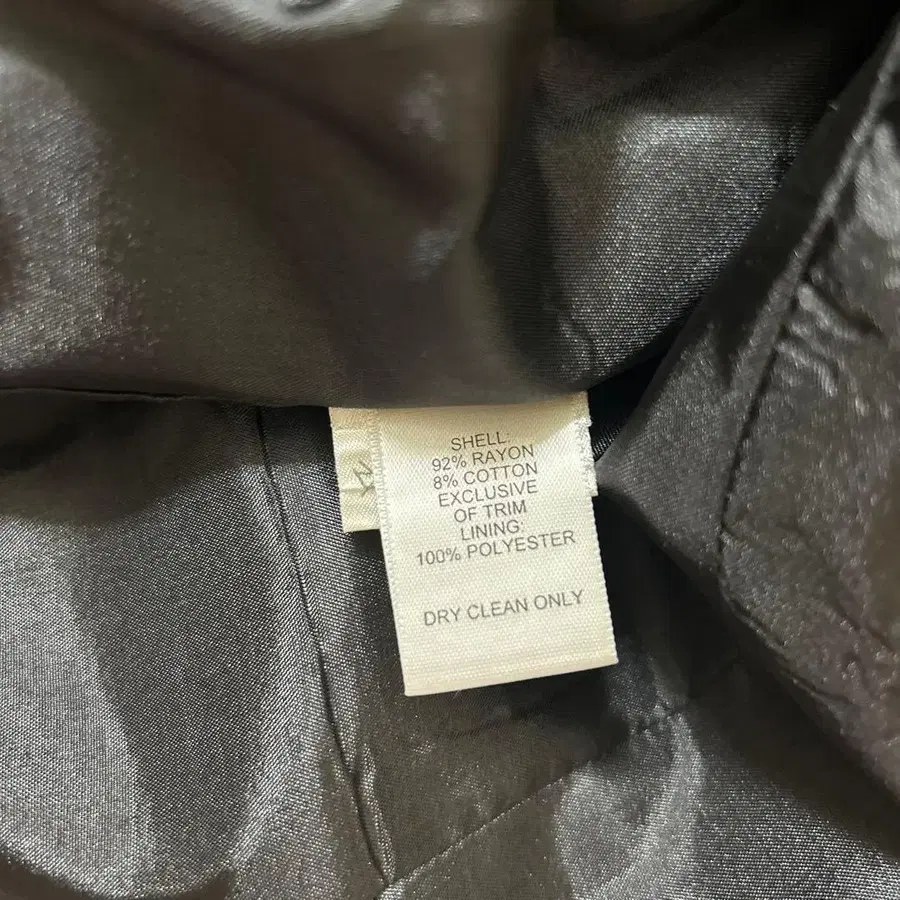 SHELL:
92% RAYON
8% COTTON
EXCLUSIVE
OF TRIM
LINING:
100% POLYESTER
DRY CLEAN ONLY